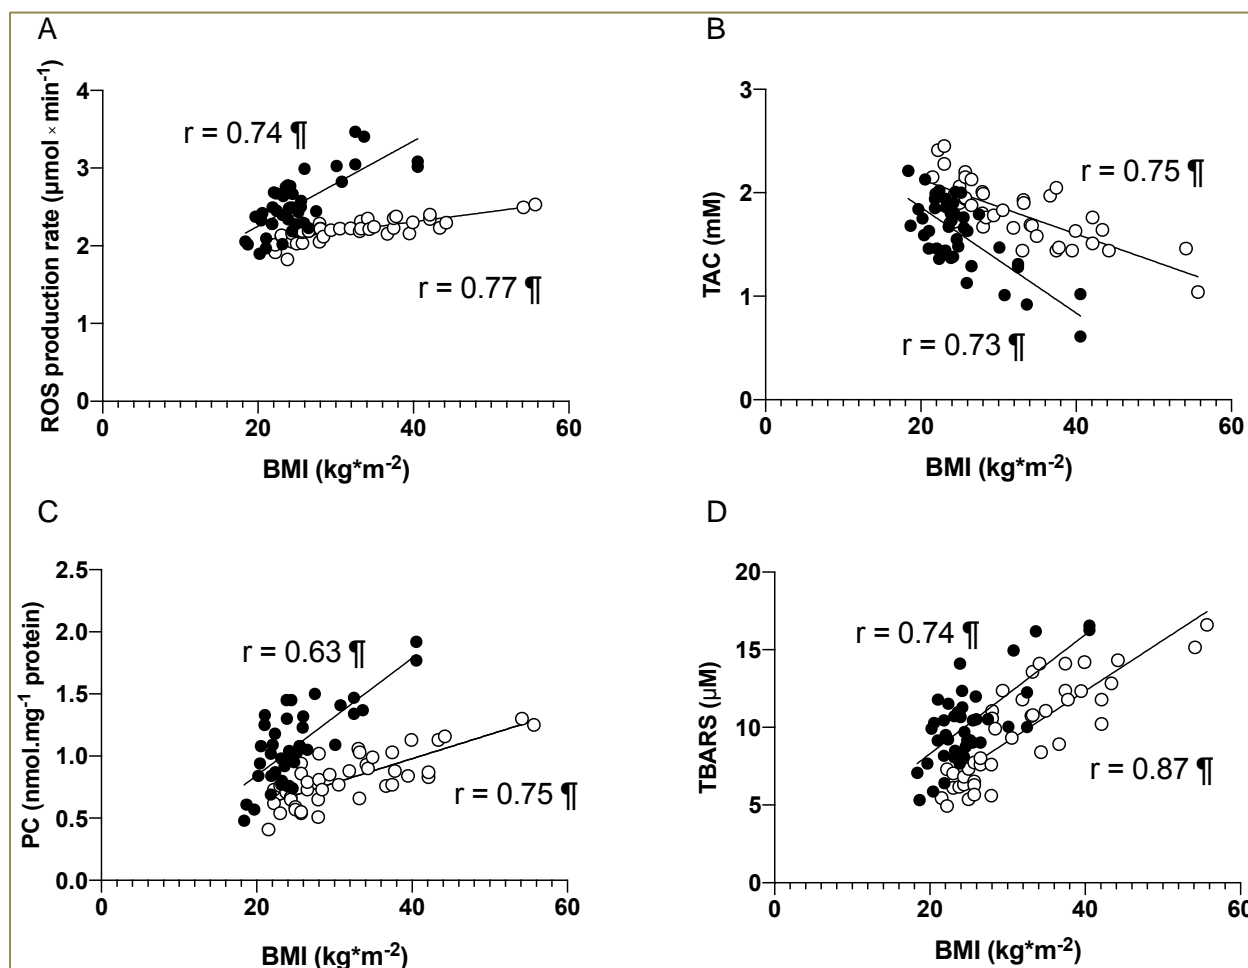 A
ROS production rate (µmol × min⁻¹)
4
3
2
1
0
r = 0.74 ¶
r = 0.77 ¶
0 20 40 60
BMI (kg*m⁻²)
B
TAC (mM)
3
2
1
0
r = 0.75 ¶
r = 0.73 ¶
0 20 40 60
BMI (kg*m⁻²)
C
PC (nmol.mg⁻¹ protein)
2.5
2.0
1.5
1.0
0.5
0.0
r = 0.63 ¶
r = 0.75 ¶
0 20 40 60
BMI (kg*m⁻²)
D
TBARS (µM)
20
15
10
5
0
r = 0.74 ¶
r = 0.87 ¶
0 20 40 60
BMI (kg*m⁻²)